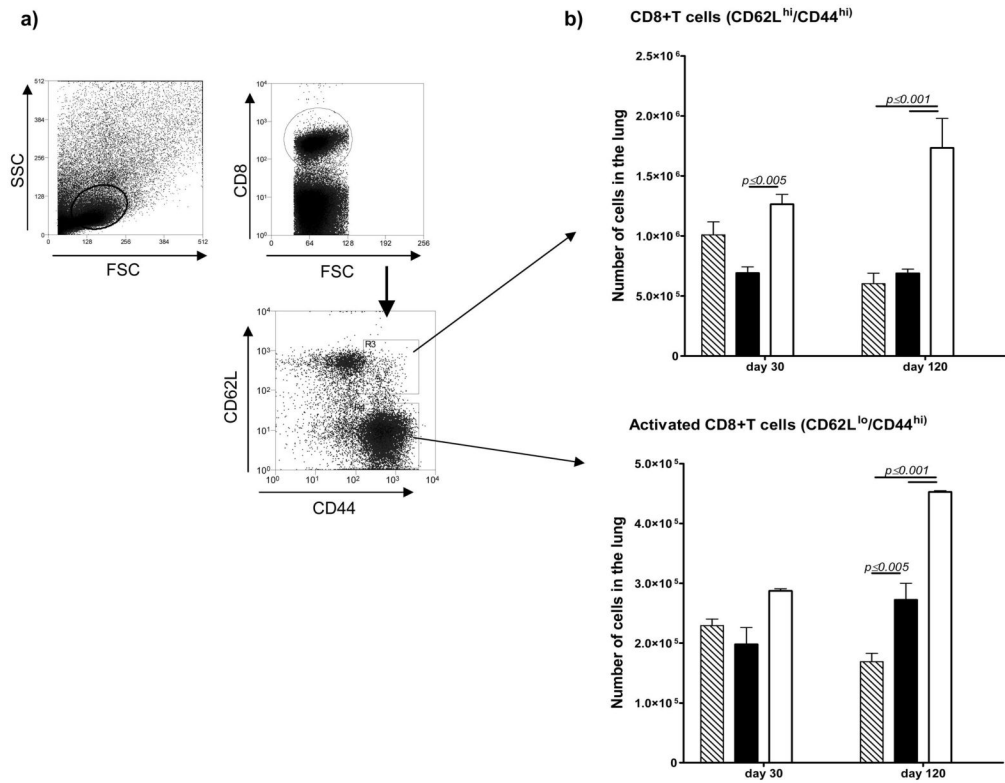 a)
512
384
256
128
0
0 128 256 384 512
SSC
FSC
10⁴
10³
10²
10¹
10⁰
64 128 192 256
CD8
FSC
10⁴
10³
10²
10¹
10⁰
10¹ 10² 10³ 10⁴
R3
CD62L
CD44
b)
CD8+T cells (CD62Lʰⁱ/CD44ʰⁱ)
2.5×10⁶
2.0×10⁶
1.5×10⁶
1.0×10⁶
5.0×10⁵
0
Number of cells in the lung
p≤0.005
p≤0.001
day 30 day 120
Activated CD8+T cells (CD62Lˡᵒ/CD44ʰⁱ)
5.0×10⁵
4.0×10⁵
3.0×10⁵
2.0×10⁵
1.0×10⁵
0
Number of cells in the lung
p≤0.001
p≤0.005
day 30 day 120